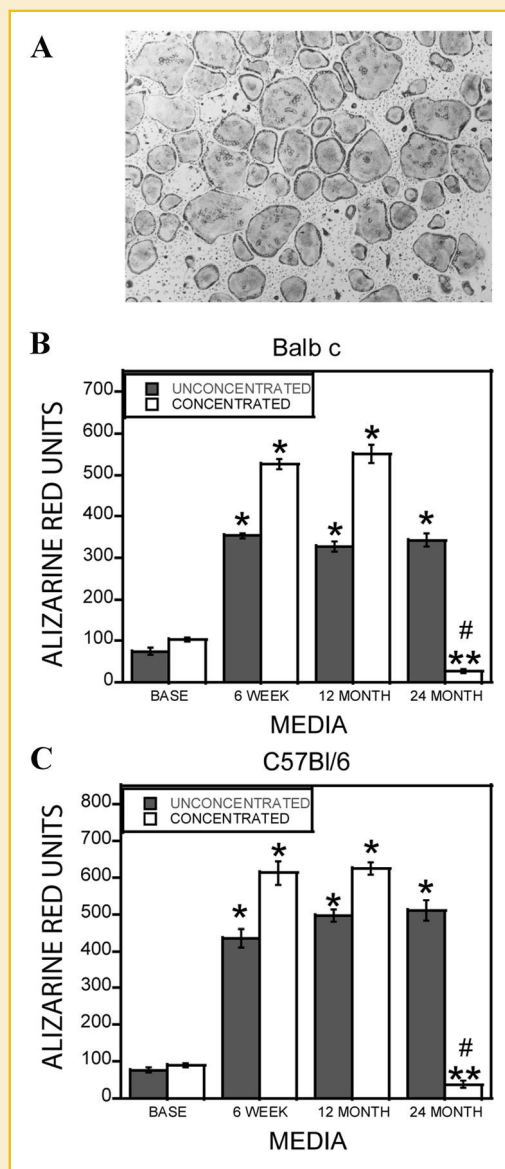 A
B
Balb c
UNCONCENTRATED
CONCENTRATED
700
600
500
400
300
200
100
0
ALIZARINE RED UNITS
BASE 6 WEEK 12 MONTH 24 MONTH
MEDIA
* * * * * # **
C
C57Bl/6
UNCONCENTRATED
CONCENTRATED
800
700
600
500
400
300
200
100
0
ALIZARINE RED UNITS
BASE 6 WEEK 12 MONTH 24 MONTH
MEDIA
* * * * * # **